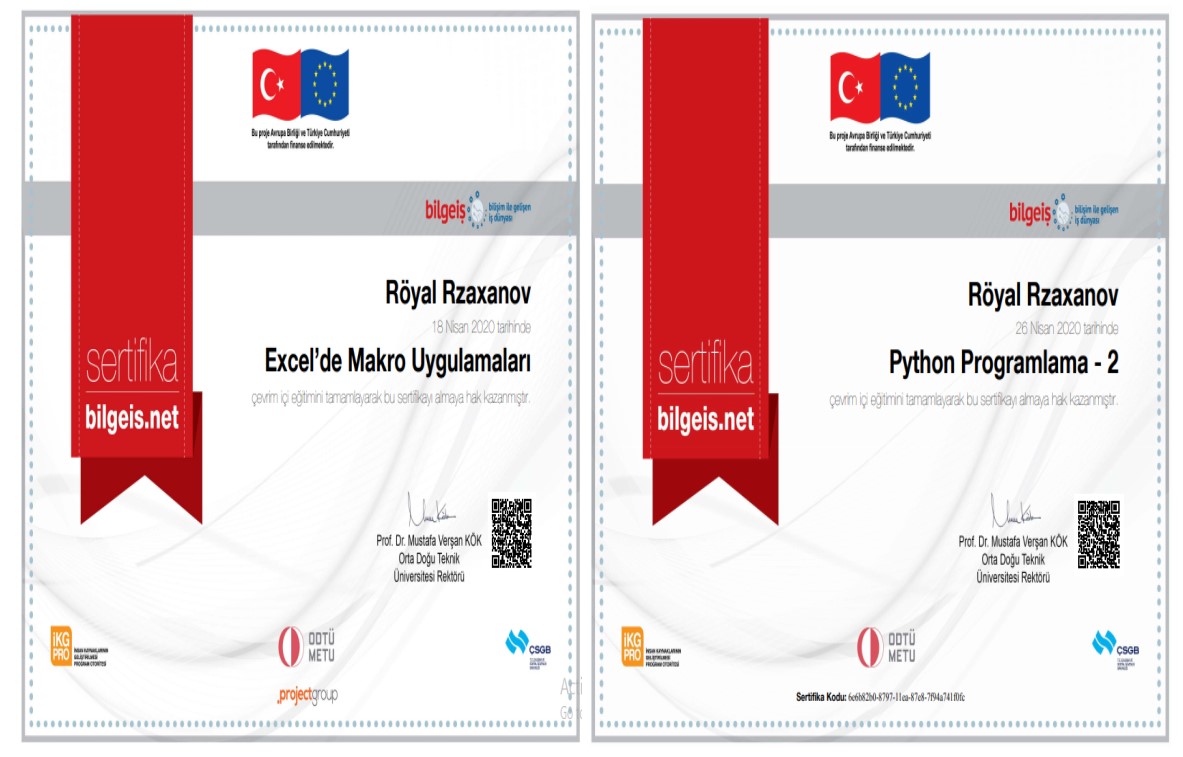 Bu proje Avrupa Birliği ve Türkiye Cumhuriyeti
tarafından finanse edilmektedir.
bilgeiş
bilişim ile gelişen
iş dünyası
Röyal Rzaxanov
18 Nisan 2020 tarihinde
Excel’de Makro Uygulamaları
çevrim içi eğitimini tamamlayarak bu sertifikayı almaya hak kazanmıştır.
sertifika
bilgeis.net
Prof. Dr. Mustafa Verşan KÖK
Orta Doğu Teknik
Üniversitesi Rektörü
İKG
PRO
İNSAN KAYNAKLARININ
GELİŞTİRİLMESİ
PROGRAM OTORİTESİ
ODTÜ
METU
ÇSGB
.projectgroup
Bu proje Avrupa Birliği ve Türkiye Cumhuriyeti
tarafından finanse edilmektedir.
bilgeiş
bilişim ile gelişen
iş dünyası
Röyal Rzaxanov
26 Nisan 2020 tarihinde
Python Programlama - 2
çevrim içi eğitimini tamamlayarak bu sertifikayı almaya hak kazanmıştır.
sertifika
bilgeis.net
Prof. Dr. Mustafa Verşan KÖK
Orta Doğu Teknik
Üniversitesi Rektörü
İKG
PRO
İNSAN KAYNAKLARININ
GELİŞTİRİLMESİ
PROGRAM OTORİTESİ
ODTÜ
METU
ÇSGB
Sertifika Kodu: 6e6b82b0-8797-11ea-87e8-7f94a741f0fc